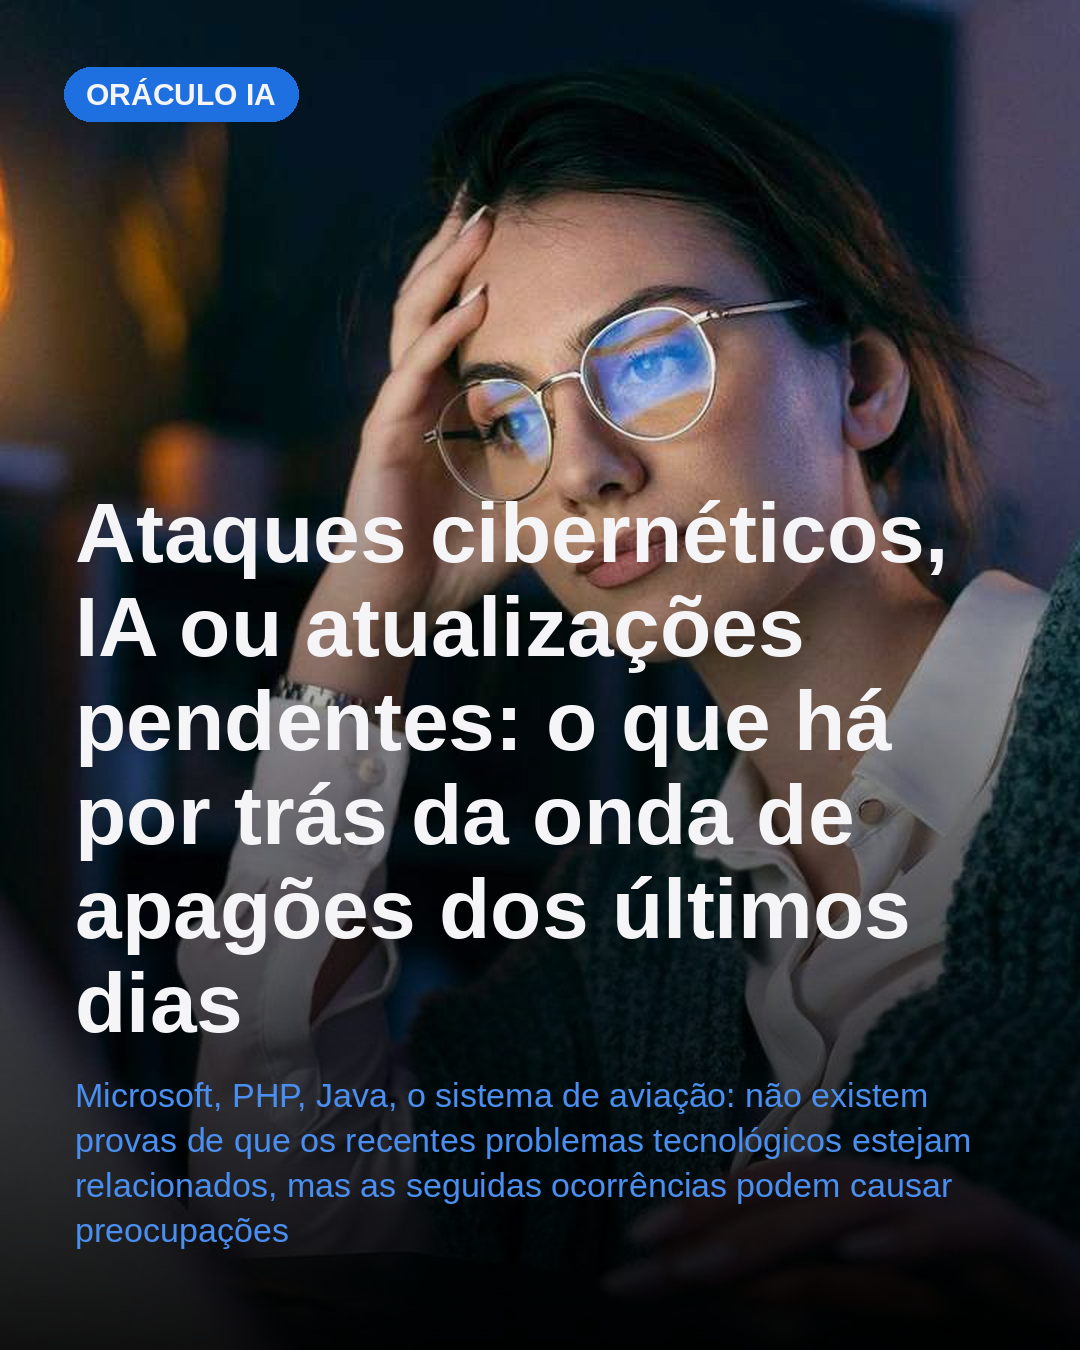 ORÁCULO IA
Ataques cibernéticos,
IA ou atualizações
pendentes: o que há
por trás da onda de
apagões dos últimos
dias
Microsoft, PHP, Java, o sistema de aviação: não existem
provas de que os recentes problemas tecnológicos estejam
relacionados, mas as seguidas ocorrências podem causar
preocupações